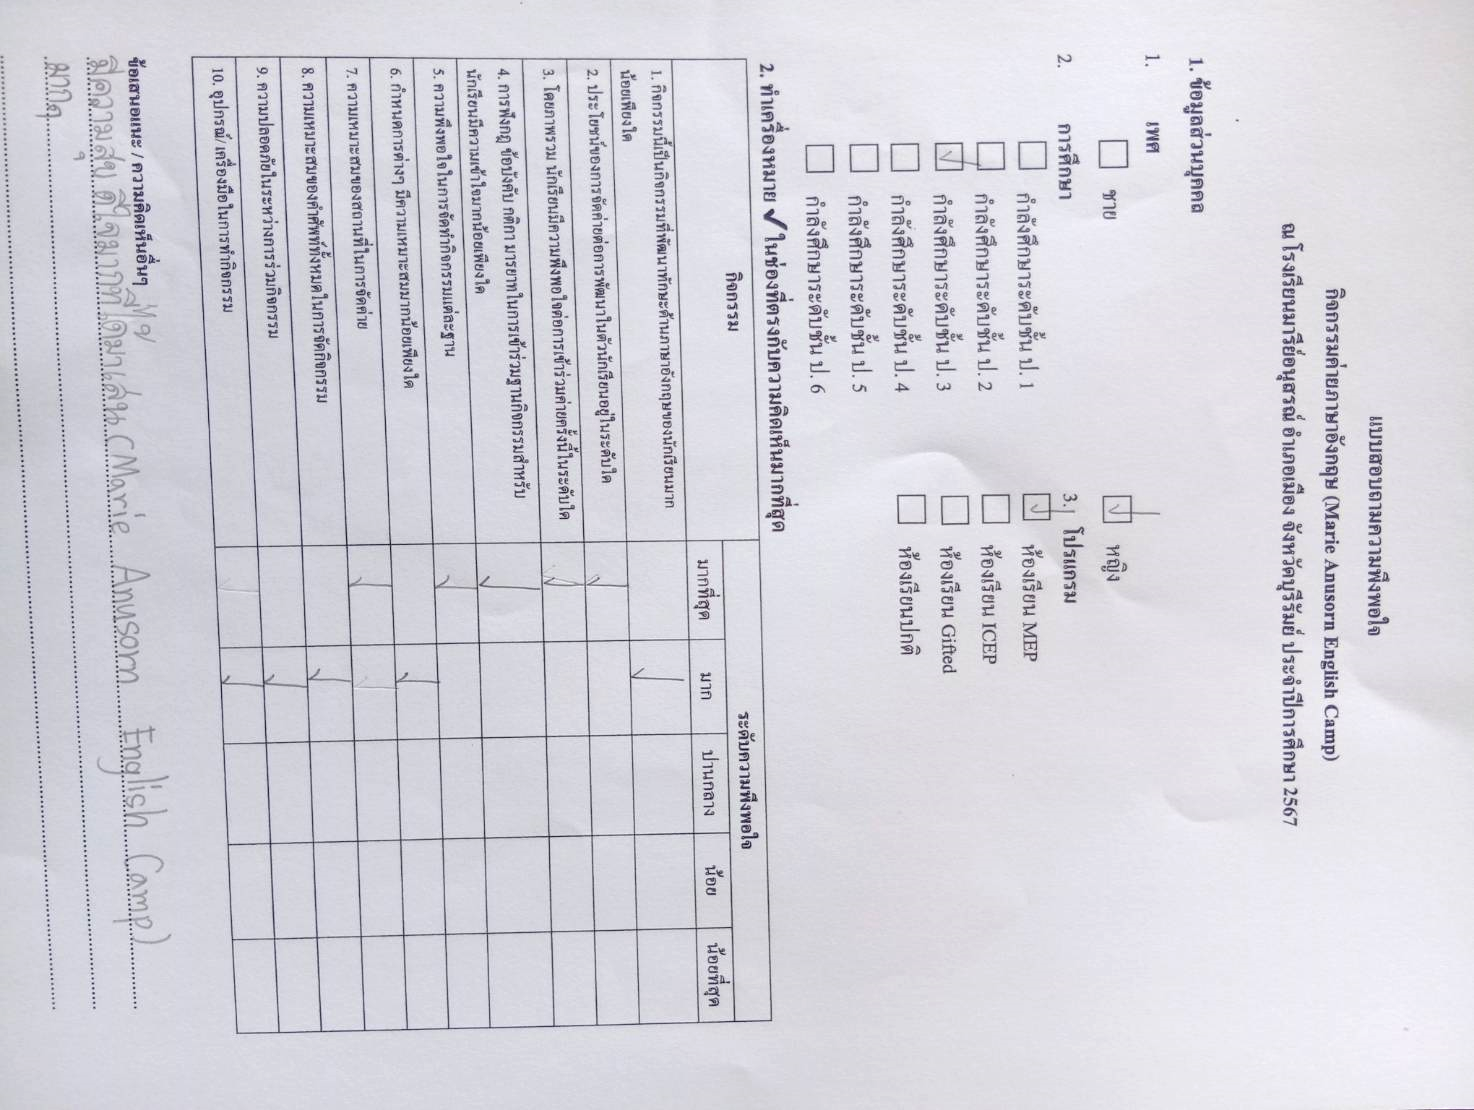 แบบสอบถามความพึงพอใจ
กิจกรรมค่ายภาษาอังกฤษ (Marie Anusorn English Camp)
ณ โรงเรียนมารีย์อนุสรณ์ อำเภอเมือง จังหวัดบุรีรัมย์ ประจำปีการศึกษา 2567
1. ข้อมูลส่วนบุคคล
1. เพศ
ชาย
หญิง
2. การศึกษา
3. โปรแกรม
กำลังศึกษาระดับชั้น ป. 1
ห้องเรียน MEP
กำลังศึกษาระดับชั้น ป. 2
ห้องเรียน ICEP
กำลังศึกษาระดับชั้น ป. 3
ห้องเรียน Gifted
กำลังศึกษาระดับชั้น ป. 4
ห้องเรียนปกติ
กำลังศึกษาระดับชั้น ป. 5
กำลังศึกษาระดับชั้น ป. 6
2. ทำเครื่องหมาย ✓ ในช่องที่ตรงกับความคิดเห็นมากที่สุด
กิจกรรม
ระดับความพึงพอใจ
มากที่สุด มาก ปานกลาง น้อย น้อยที่สุด
1. กิจกรรมนี้เป็นกิจกรรมที่พัฒนาทักษะด้านภาษาอังกฤษของนักเรียนมาก
น้อยเพียงใด
2. ประโยชน์ของการจัดค่ายต่อการพัฒนาในตัวนักเรียนอยู่ในระดับใด
3. โดยภาพรวม นักเรียนมีความพึงพอใจต่อการเข้าร่วมค่ายครั้งนี้ในระดับใด
4. การฟังกฎ ข้อบังคับ กติกา มารยาทในการเข้าร่วมฐานกิจกรรมสำหรับ
นักเรียนมีความเข้าใจมากน้อยเพียงใด
5. ความพึงพอใจในการจัดทำกิจกรรมแต่ละฐาน
6. กำหนดการต่างๆ มีความเหมาะสมมากน้อยเพียงใด
7. ความเหมาะสมของสถานที่ในการจัดค่าย
8. ความเหมาะสมของคำศัพท์ทั้งหมดในการจัดกิจกรรม
9. ความปลอดภัยในระหว่างการร่วมกิจกรรม
10. อุปกรณ์/ เครื่องมือในการทำกิจกรรม
ข้อเสนอแนะ / ความคิดเห็นอื่นๆ
มีความสุข ดีใจมากที่ได้มาเล่น (Marie Anusorn English Camp)
มากๆ